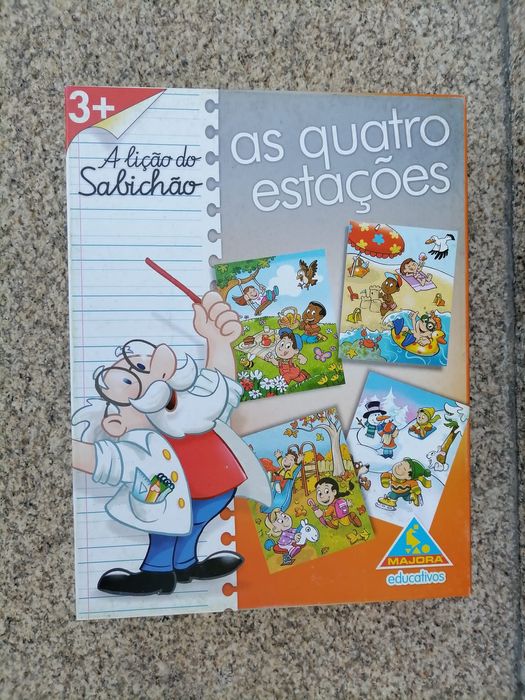 3+
A lição do
Sabichão
as quatro
estações
MAJORA
educativos